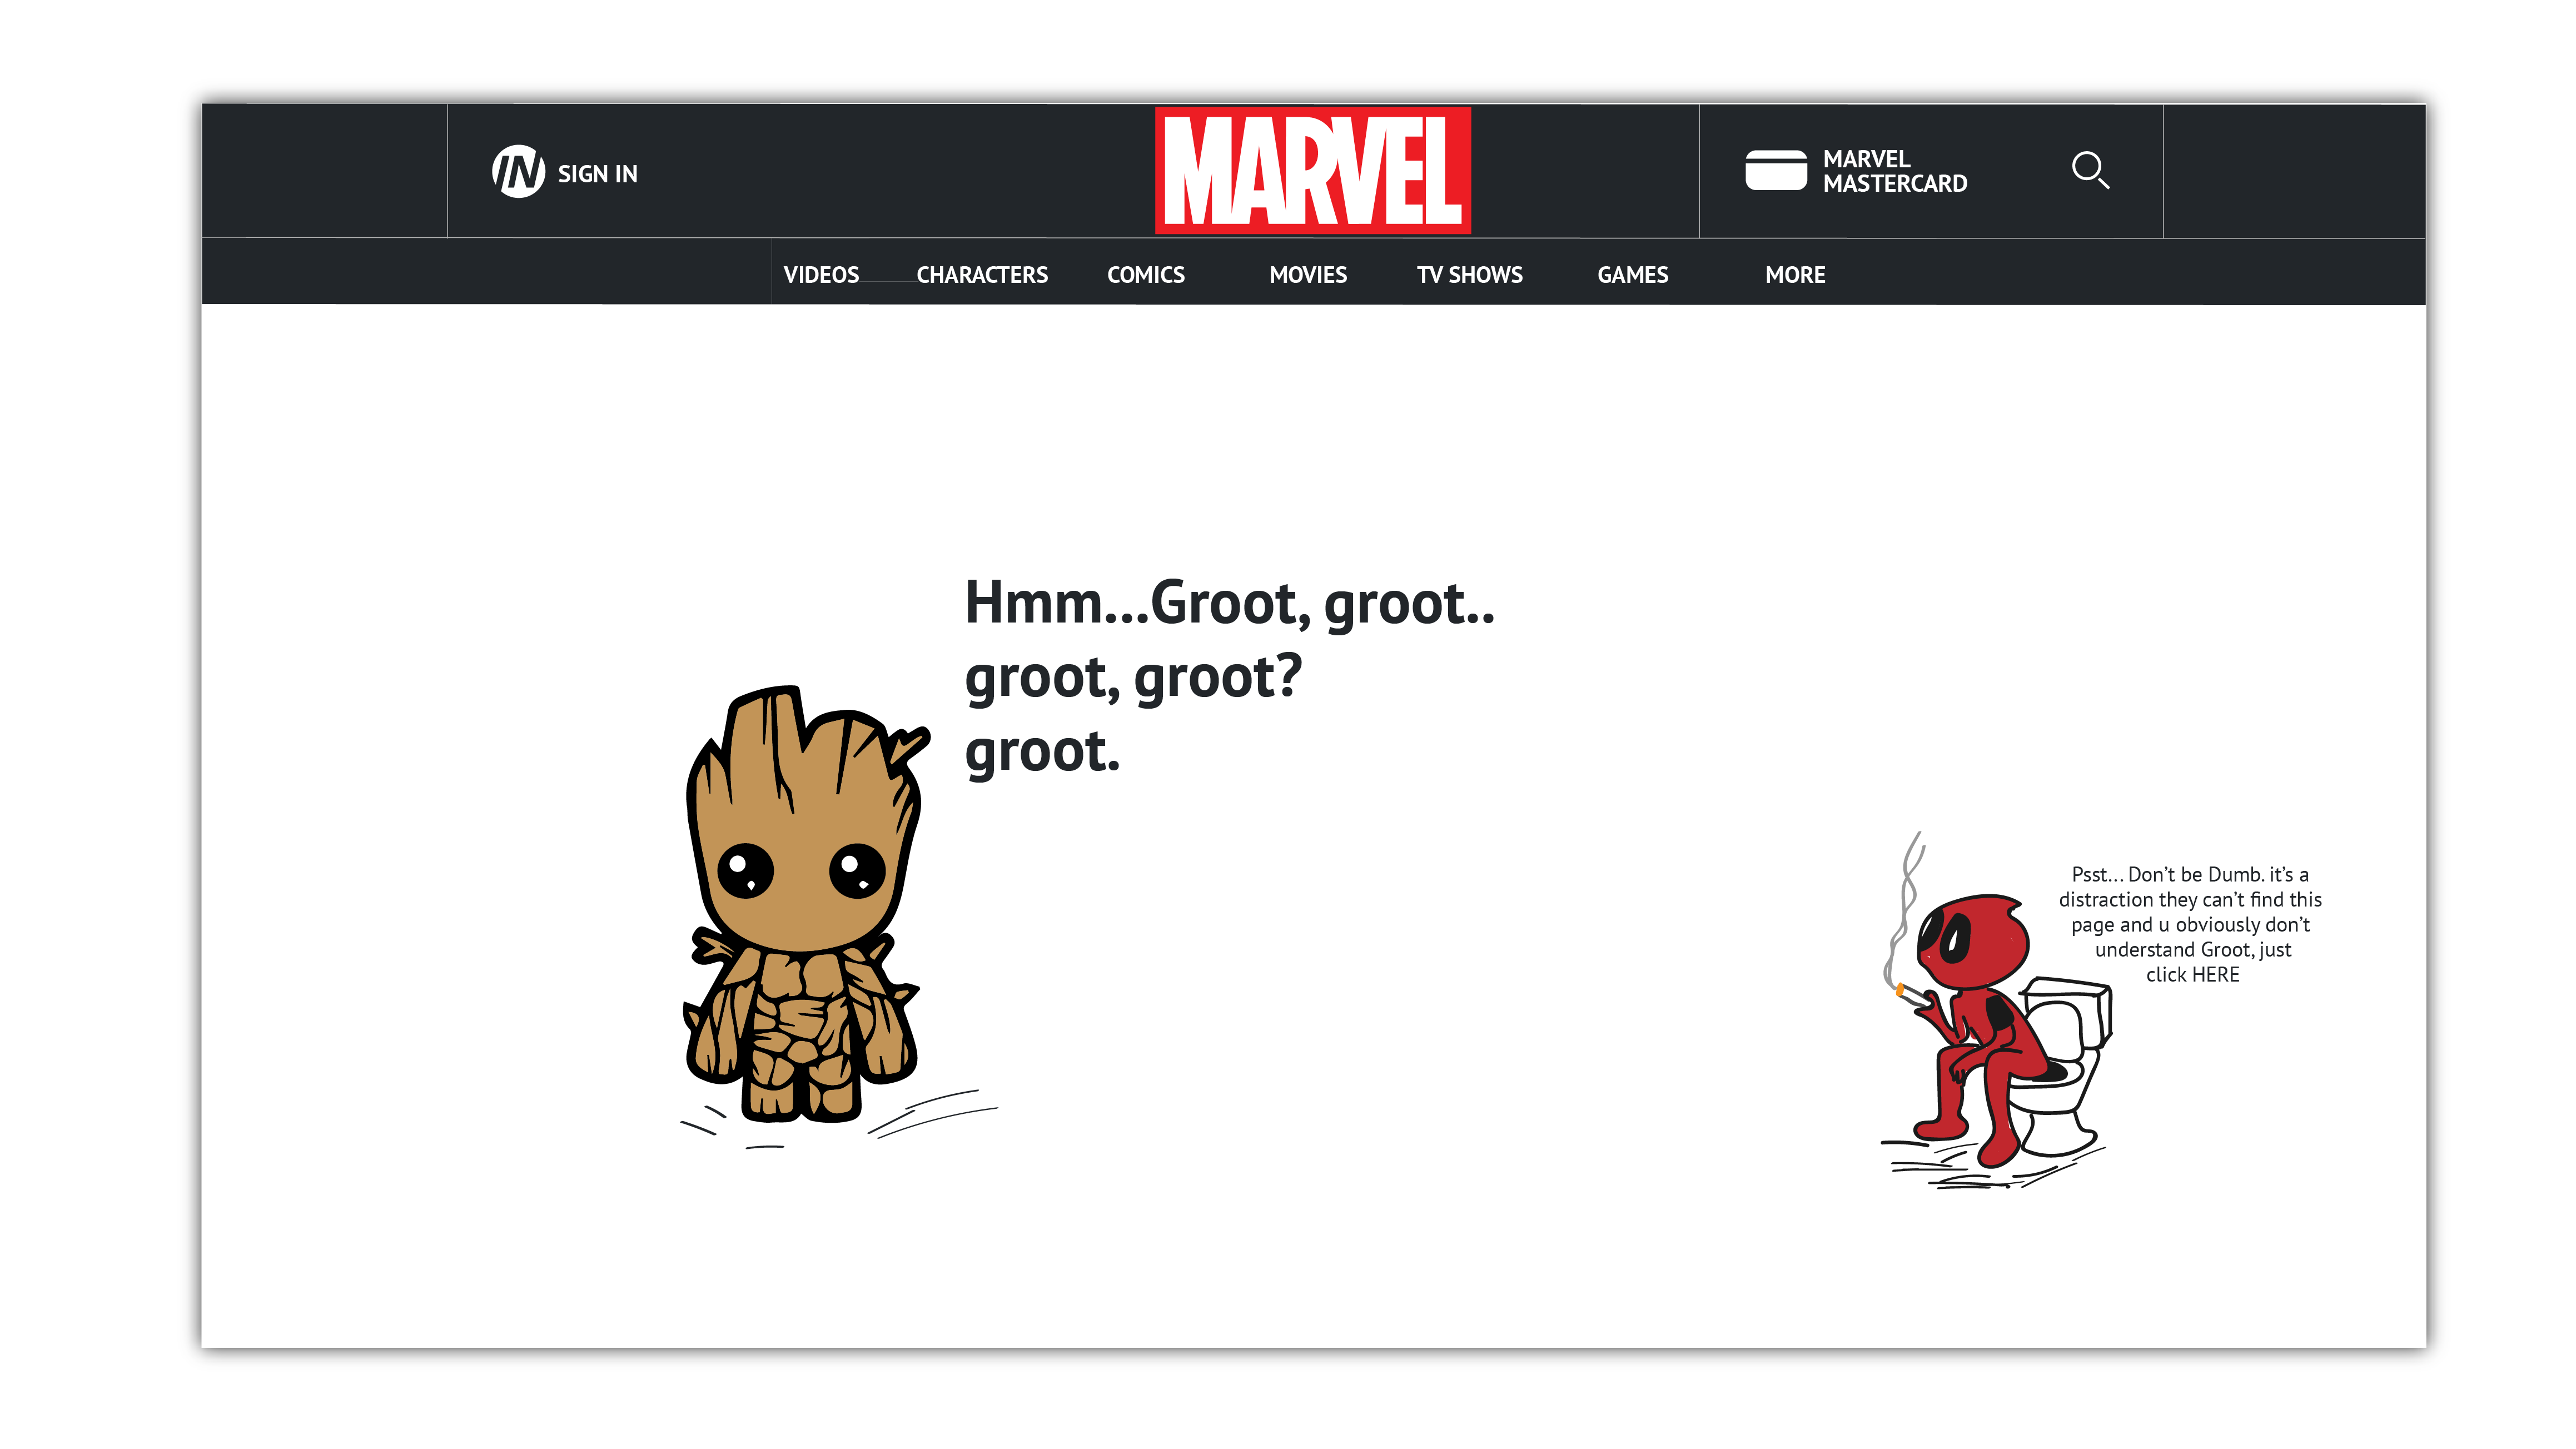 IN SIGN IN
MARVEL
MARVEL
MASTERCARD
VIDEOS CHARACTERS COMICS MOVIES TV SHOWS GAMES MORE
Hmm...Groot, groot..
groot, groot?
groot.
Psst... Don't be Dumb. it's a
distraction they can't find this
page and u obviously don't
understand Groot, just
click HERE